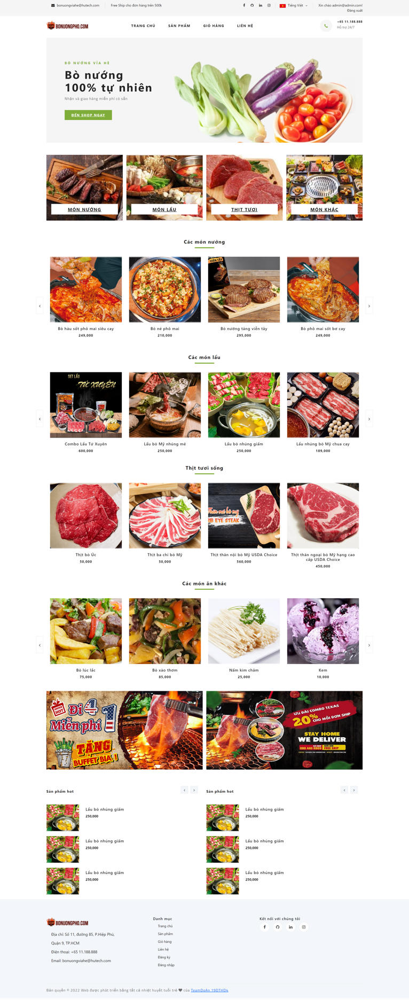 bonuongviahe@hutech.com
Free Ship cho đơn hàng trên 500k
Tiếng Việt
Xin chào admin@admin.com!
Đăng xuất
BONUONGPHO.COM
TRANG CHỦ
SẢN PHẨM
GIỎ HÀNG
LIÊN HỆ
+65 11.188.888
Hỗ trợ 24/7
BÒ NƯỚNG VỈA HÈ
Bò nướng
100% tự nhiên
Nhận và giao hàng miễn phí có sẵn
ĐẾN SHOP NGAY
MÓN NƯỚNG
MÓN LẨU
THỊT TƯƠI
MÓN KHÁC
Các món nướng
VIỄN TÂY
Bò hàu sốt phô mai siêu cay
249,000
Bò né phô mai
210,000
Bò nướng tảng viễn tây
295,000
Bò phô mai sốt bơ cay
249,000
Các món lẩu
SET LẨU
TỨ XUYÊN
Combo Lẩu Tứ Xuyên
600,000
Lẩu bò Mỹ nhúng mẻ
250,000
Lẩu bò nhúng giấm
250,000
Lẩu nhúng bò Mỹ chua cay
189,000
Thịt tươi sống
RIB EYE STEAK
Thịt bò Úc
50,000
Thịt ba chỉ bò Mỹ
50,000
Thịt thăn nội bò Mỹ USDA Choice
560,000
Thịt thăn ngoại bò Mỹ hạng cao
cấp USDA Choice
450,000
Các món ăn khác
Bò lúc lắc
75,000
Bò xào thơm
85,000
Nấm kim châm
25,000
Kem
10,000
SUPER
HOT
Đi 4
Miễn phí 1
TẶNG
BUFFET BIA !
ƯU ĐÃI COMBO TEXAS
20% CHO MỖI ĐƠN SHIP
STAY HOME
WE DELIVER
099 440 8909
FREE SHIP
Sản phẩm hot
Lẩu bò nhúng giấm
250,000
Lẩu bò nhúng giấm
250,000
Lẩu bò nhúng giấm
250,000
Sản phẩm hot
Lẩu bò nhúng giấm
250,000
Lẩu bò nhúng giấm
250,000
Lẩu bò nhúng giấm
250,000
BONUONGPHO.COM
Địa chỉ: Số 11, đường 85, P.Hiệp Phú,
Quận 9, TP.HCM
Điện thoại: +65 11.188.888
Email: bonuongviahe@hutech.com
Danh mục
Trang chủ
Sản phẩm
Giỏ hàng
Liên hệ
Đăng ký
Đăng nhập
Kết nối với chúng tôi
Bản quyền © 2022 Web được phát triển bằng tất cả nhiệt huyết tuổi trẻ ♥ của TeamDoAn 19DTHD4